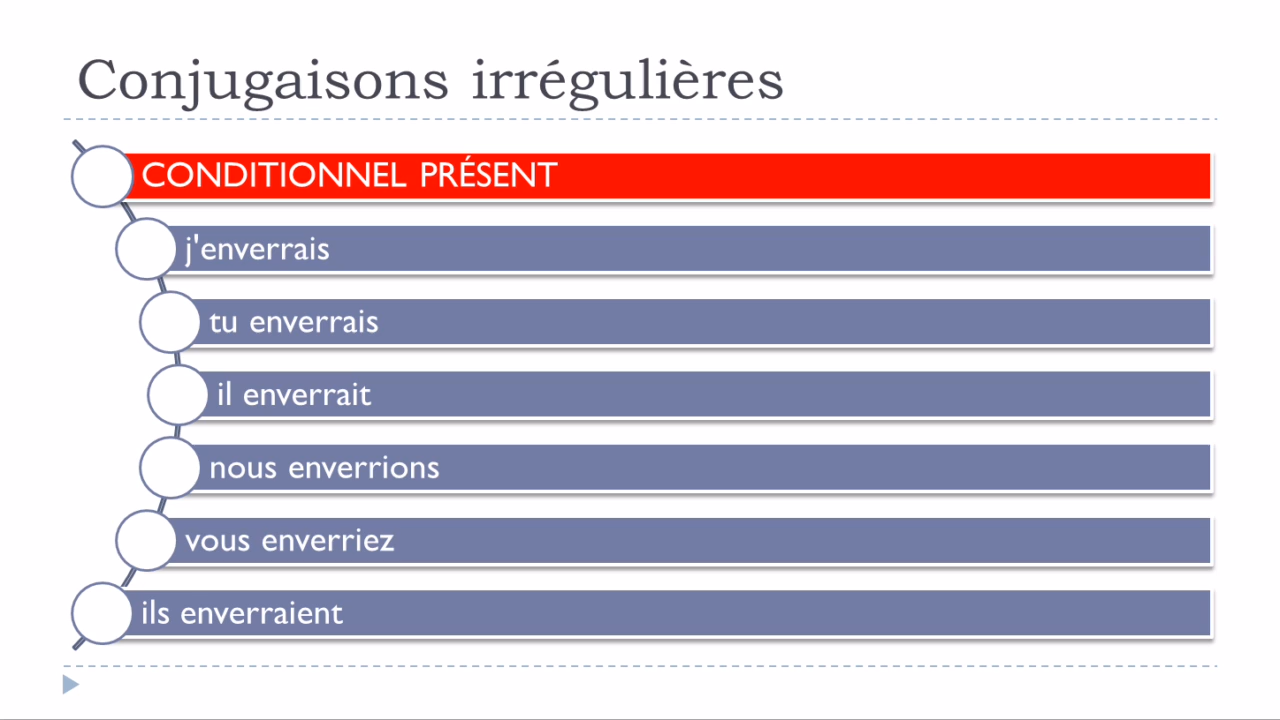 Conjugaisons irrégulières
CONDITIONNEL PRÉSENT
j'enverrais
tu enverrais
il enverrait
nous enverrions
vous enverriez
ils enverraient